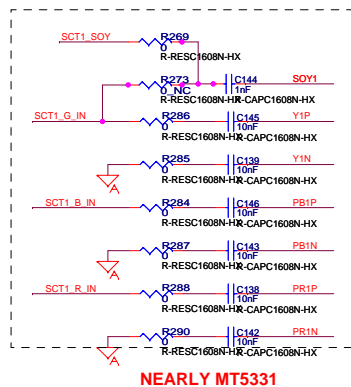 R269
SCT1_SOY
0
R-RESC1608N-HX
R273 C144 SOY1
0_NC 1nF
R-RESC1608N-HX R-CAPC1608N-HX
SCT1_G_IN R286 C145 Y1P
0 10nF
R-RESC1608N-HX R-CAPC1608N-HX
R285 C139 Y1N
0 10nF
R-RESC1608N-HX R-CAPC1608N-HX
A
SCT1_B_IN R284 C146 PB1P
0 10nF
R-RESC1608N-HX R-CAPC1608N-HX
R287 C143 PB1N
0 10nF
R-RESC1608N-HX R-CAPC1608N-HX
A
SCT1_R_IN R288 C138 PR1P
0 10nF
R-RESC1608N-HX R-CAPC1608N-HX
R290 C142 PR1N
0 10nF
R-RESC1608N-HX R-CAPC1608N-HX
A
NEARLY MT5331